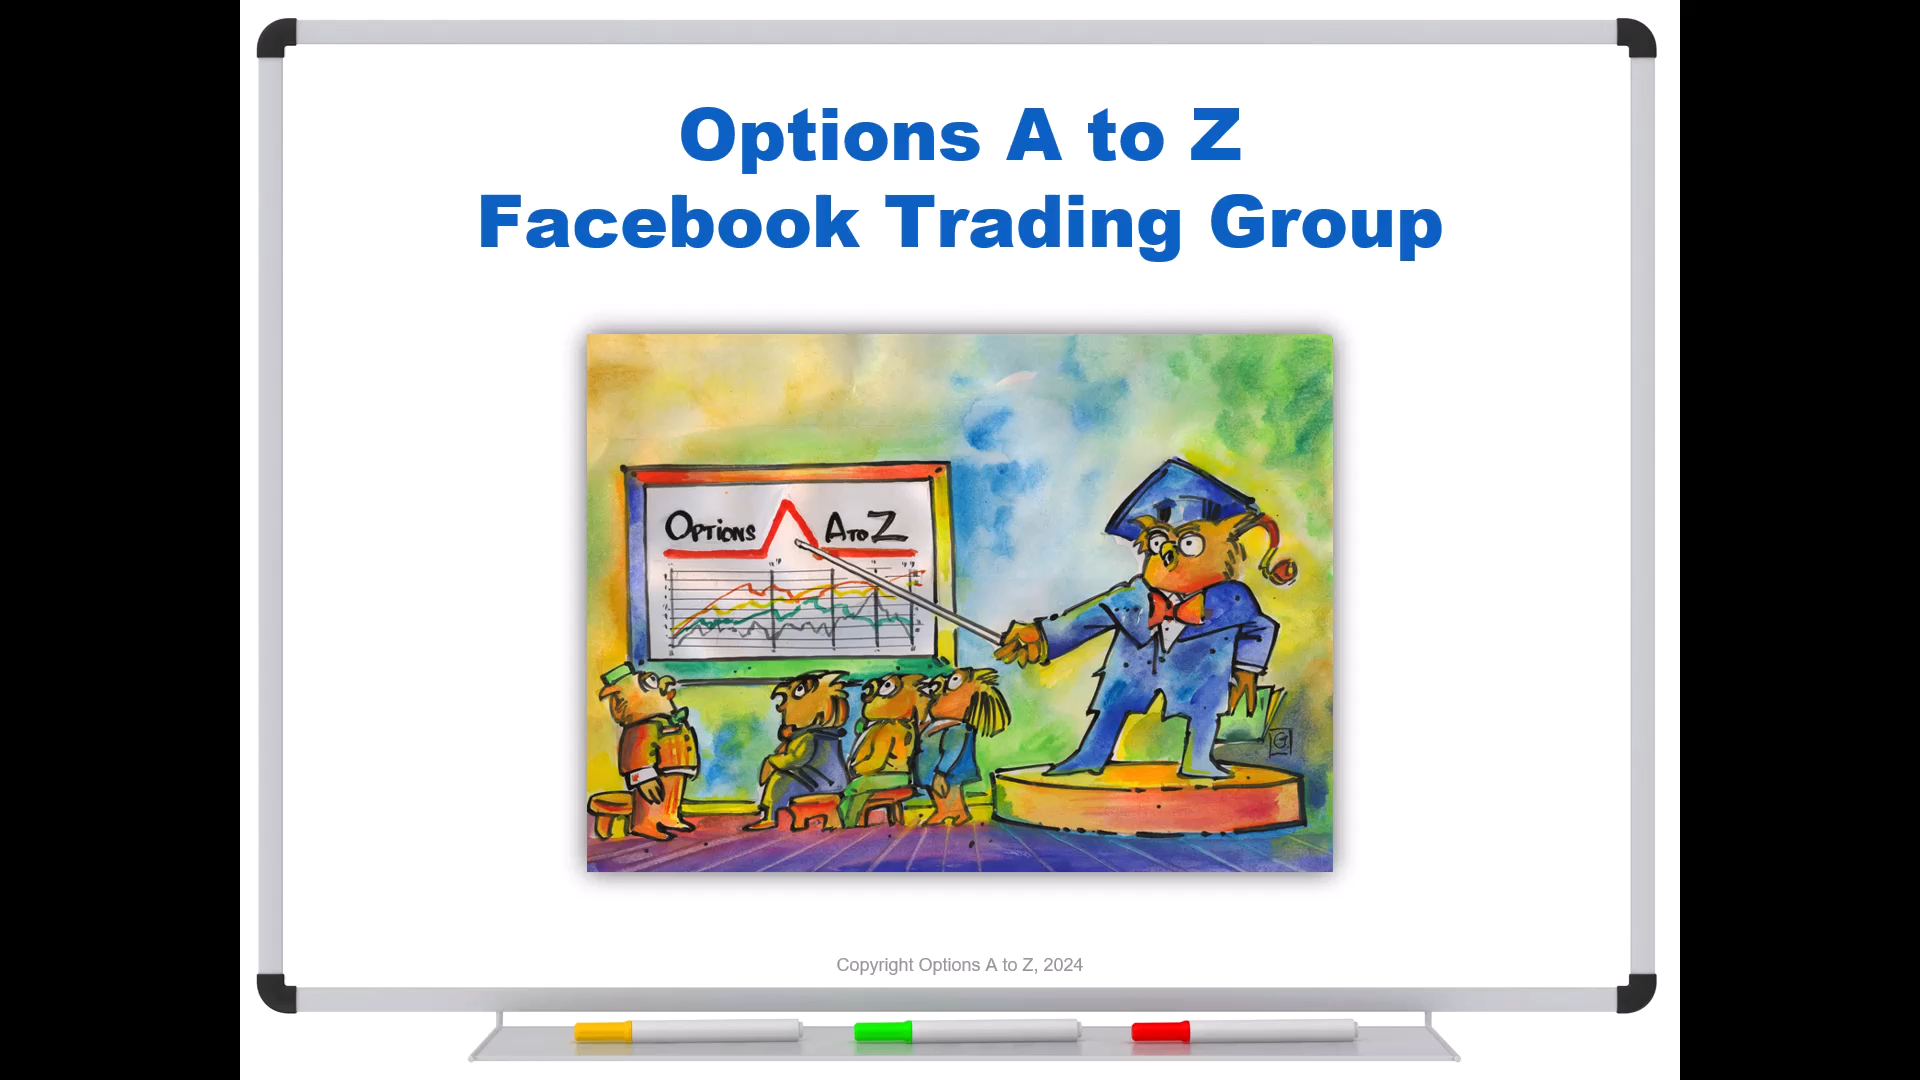 Options A to Z
Facebook Trading Group
OPTIONS A TO Z
G
Copyright Options A to Z, 2024